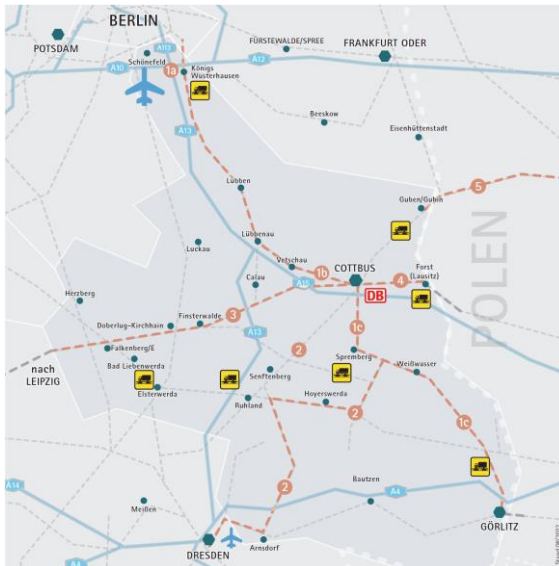 BERLIN
POTSDAM
A113
Schönefeld
FÜRSTEWALDE/SPREE
FRANKFURT ODER
A10
1a
A12
Königs
Wusterhausen
Beeskow
Eisenhüttenstadt
A13
Lübben
5
Guben/Gubin
POLEN
Luckau
Lübbenau
Vetschau
1b
COTTBUS
4
Forst
(Lausitz)
Calau
A15
DB
Herzberg
3
Finsterwalde
Doberlug-Kirchhain
A13
1c
Falkenberg/E
Bad Liebenwerda
2
Spremberg
Weißwasser
nach
LEIPZIG
Elsterwerda
Senftenberg
Ruhland
Hoyerswerda
2
1c
A14
2
Bautzen
A4
Meißen
GÖRLITZ
DRESDEN
Arnsdorf
A4